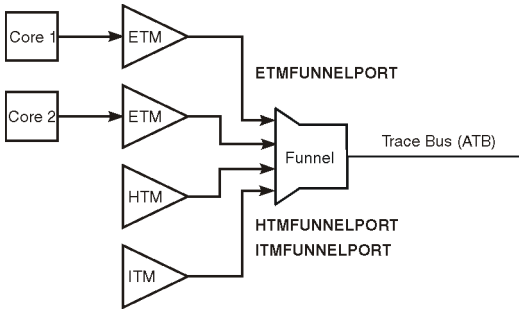 Core 1
ETM
ETMFUNNELPORT
Core 2
ETM
Trace Bus (ATB)
Funnel
HTM
HTMFUNNELPORT
ITMFUNNELPORT
ITM